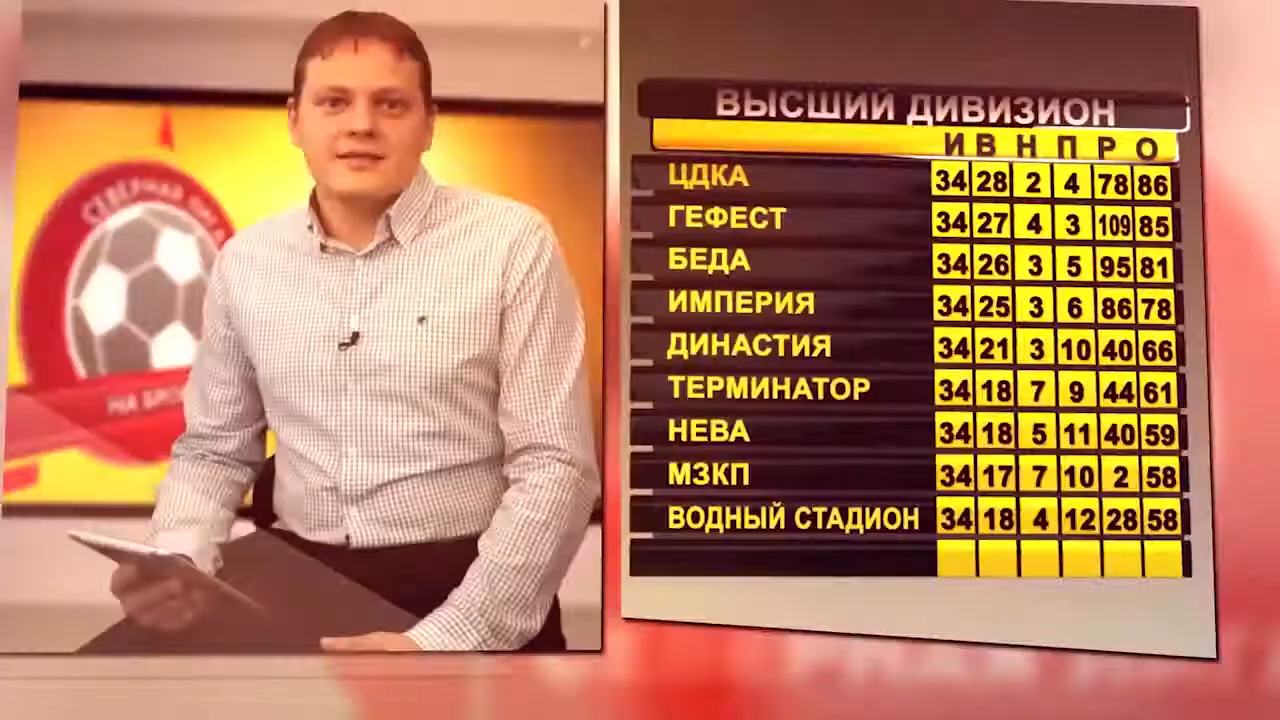 СЕВЕРНАЯ ЛИГА
ВЫСШИЙ ДИВИЗИОН
И В Н П Р О
ЦДКА 34 28 2 4 78 86
ГЕФЕСТ 34 27 4 3 109 85
БЕДА 34 26 3 5 95 81
ИМПЕРИЯ 34 25 3 6 86 78
ДИНАСТИЯ 34 21 3 10 40 66
ТЕРМИНАТОР 34 18 7 9 44 61
НЕВА 34 18 5 11 40 59
МЗКП 34 17 7 10 2 58
ВОДНЫЙ СТАДИОН 34 18 4 12 28 58